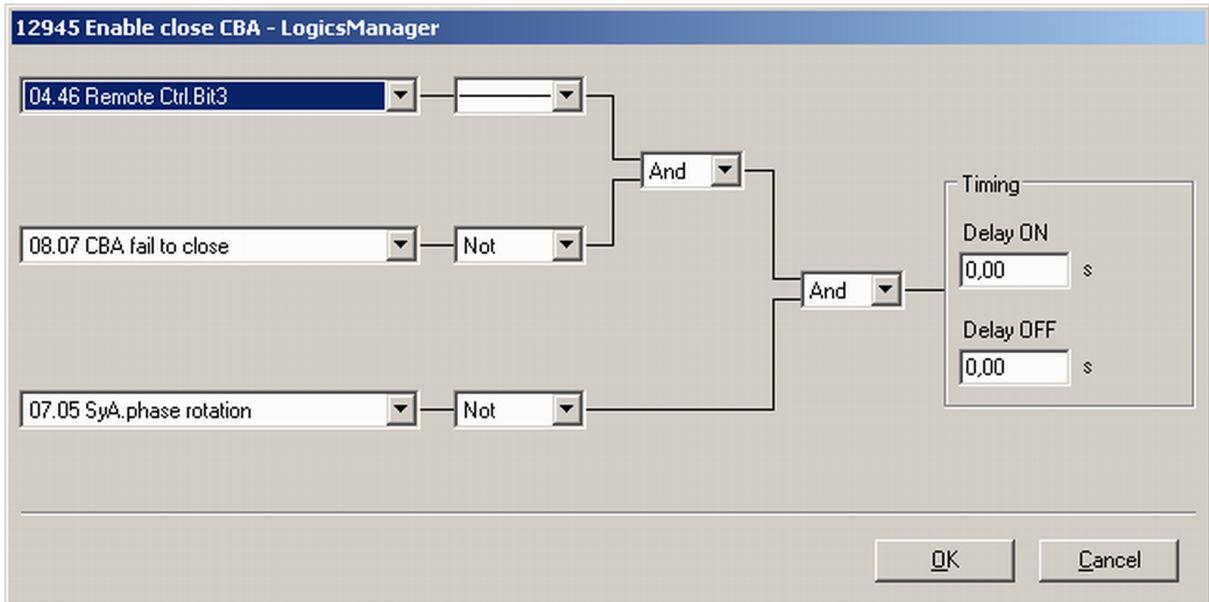 12945 Enable close CBA - LogicsManager
04.46 Remote Ctrl.Bit3
And
Timing
08.07 CBA fail to close
Not
Delay ON
0,00 s
And
Delay OFF
0,00 s
07.05 SyA.phase rotation
Not
OK
Cancel